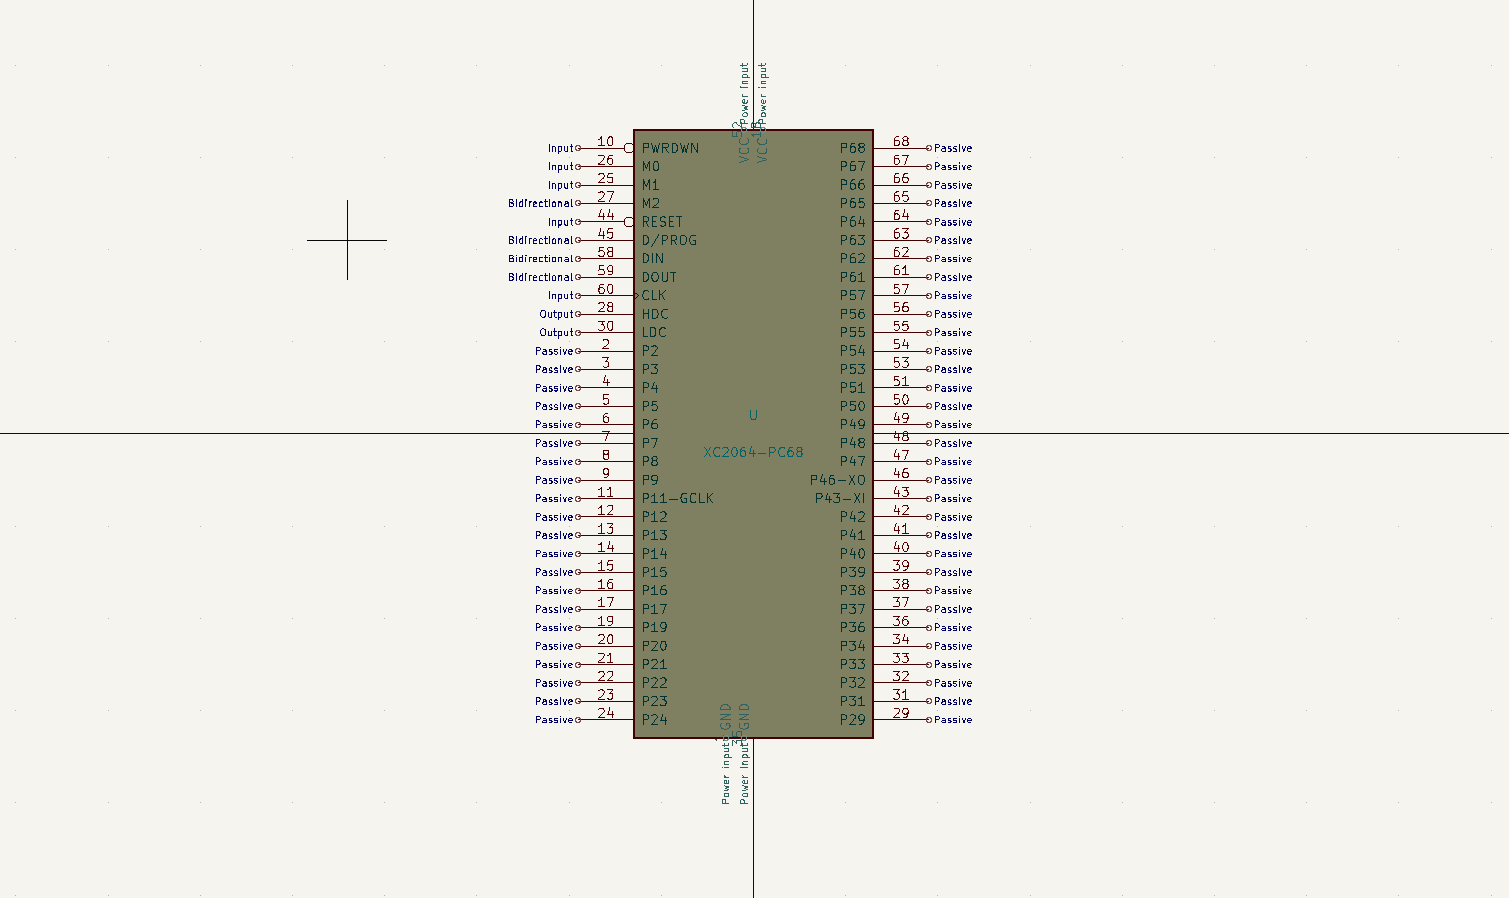 Power input Power input
52 18
VCC VCC
Input 10 PWRDWN P68 68 Passive
Input 26 M0 P67 67 Passive
Input 25 M1 P66 66 Passive
Bidirectional 27 M2 P65 65 Passive
Input 44 RESET P64 64 Passive
Bidirectional 45 D/PROG P63 63 Passive
Bidirectional 58 DIN P62 62 Passive
Bidirectional 59 DOUT P61 61 Passive
Input 60 CLK P57 57 Passive
Output 28 HDC P56 56 Passive
Output 30 LDC P55 55 Passive
Passive 2 P2 P54 54 Passive
Passive 3 P3 P53 53 Passive
Passive 4 P4 P51 51 Passive
Passive 5 P5 P50 50 Passive
U
Passive 6 P6 P49 49 Passive
Passive 7 P7 P48 48 Passive
XC2064-PC68
Passive 8 P8 P47 47 Passive
Passive 9 P9 P46-XO 46 Passive
Passive 11 P11-GCLK P43-XI 43 Passive
Passive 12 P12 P42 42 Passive
Passive 13 P13 P41 41 Passive
Passive 14 P14 P40 40 Passive
Passive 15 P15 P39 39 Passive
Passive 16 P16 P38 38 Passive
Passive 17 P17 P37 37 Passive
Passive 19 P19 P36 36 Passive
Passive 20 P20 P34 34 Passive
Passive 21 P21 P33 33 Passive
Passive 22 P22 P32 32 Passive
Passive 23 P23 P31 31 Passive
Passive 24 P24 P29 29 Passive
GND GND
1 35
Power input Power input